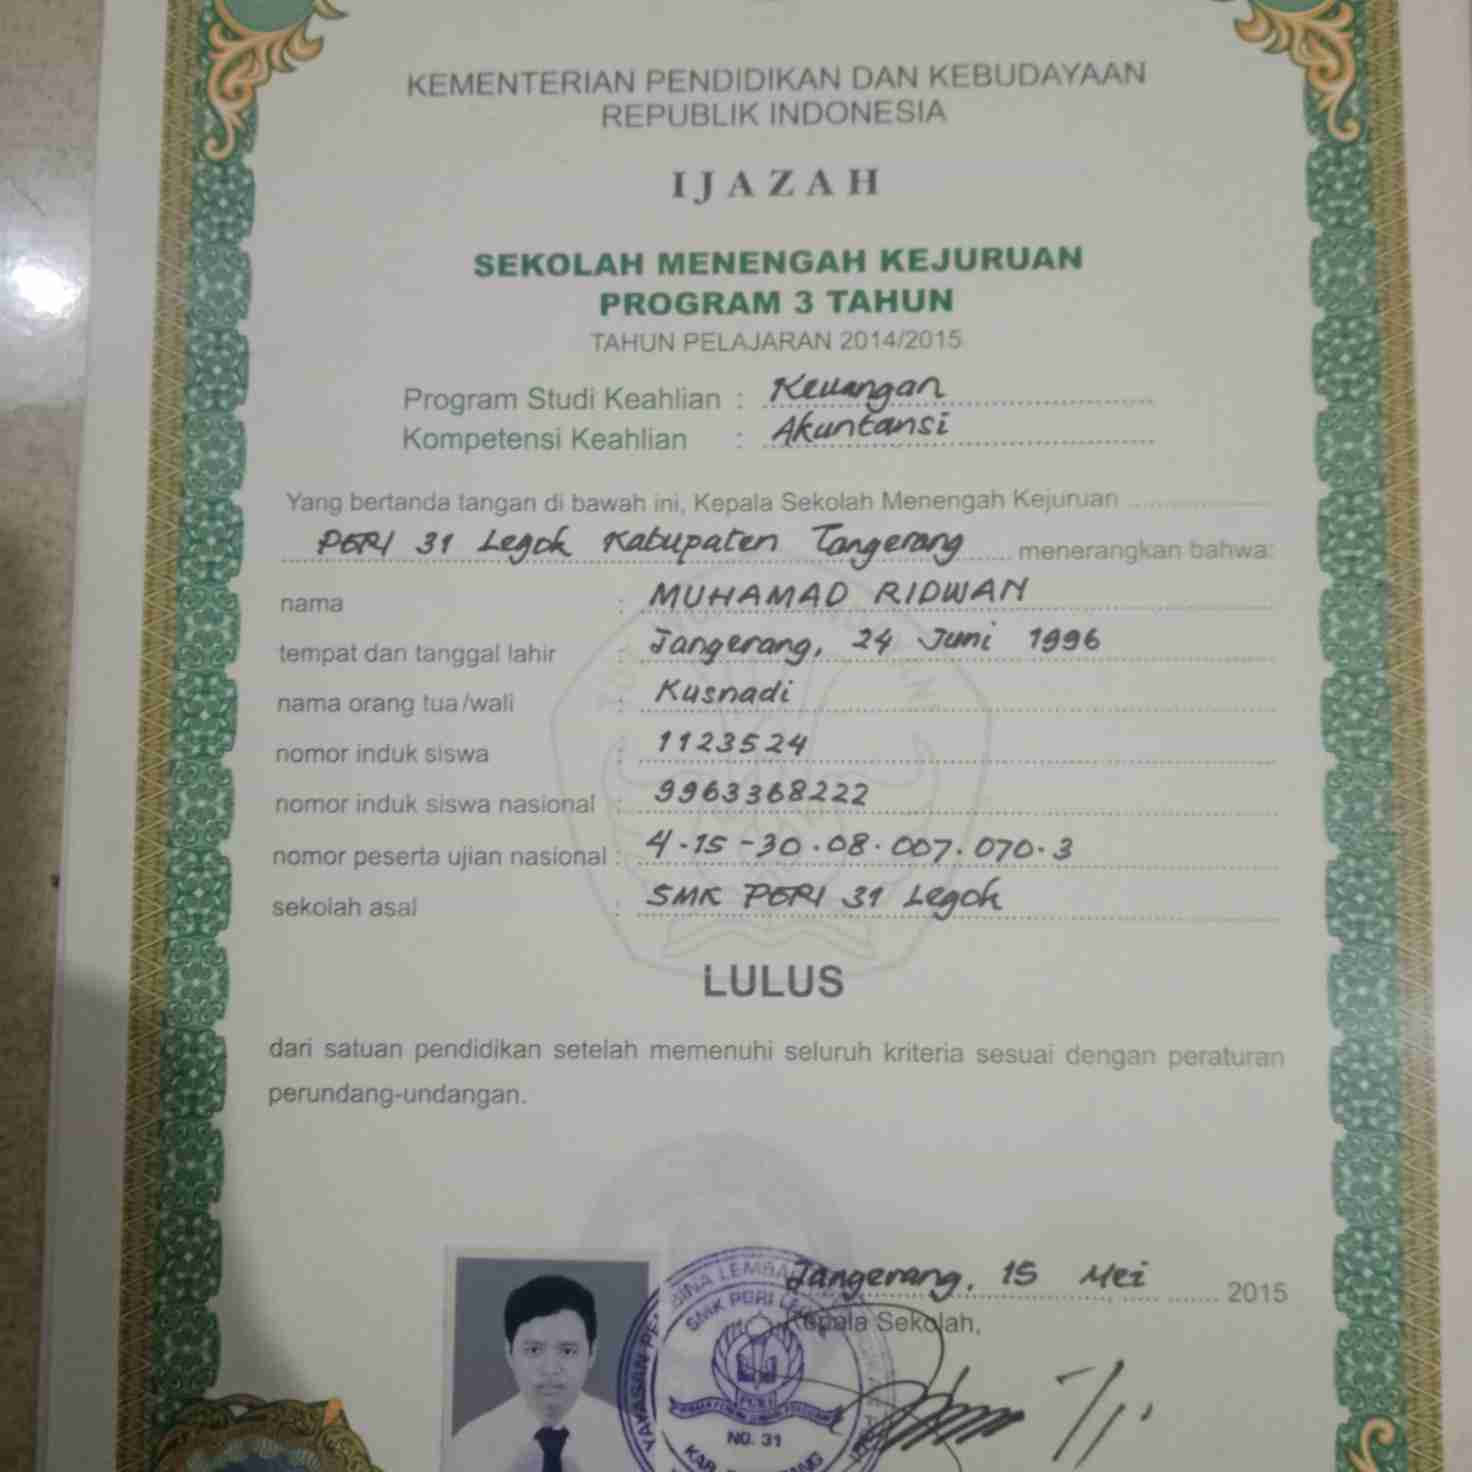 KEMENTERIAN PENDIDIKAN DAN KEBUDAYAAN
REPUBLIK INDONESIA
IJAZAH
SEKOLAH MENENGAH KEJURUAN
PROGRAM 3 TAHUN
TAHUN PELAJARAN 2014/2015
Program Studi Keahlian : Keuangan
Kompetensi Keahlian : Akuntansi
Yang bertanda tangan di bawah ini, Kepala Sekolah Menengah Kejuruan
PGRI 31 Legok Kabupaten Tangerang menerangkan bahwa:
nama : MUHAMAD RIDWAN
tempat dan tanggal lahir : Tangerang, 24 Juni 1996
nama orang tua/wali : Kusnadi
nomor induk siswa : 1123524
nomor induk siswa nasional : 9963368222
nomor peserta ujian nasional : 4-15-30.08.007.070.3
sekolah asal : SMK PGRI 31 Legok
LULUS
dari satuan pendidikan setelah memenuhi seluruh kriteria sesuai dengan peraturan
perundang-undangan.
Tangerang, 15 Mei 2015
Kepala Sekolah,
SMK PGRI
PGRI
NO. 31